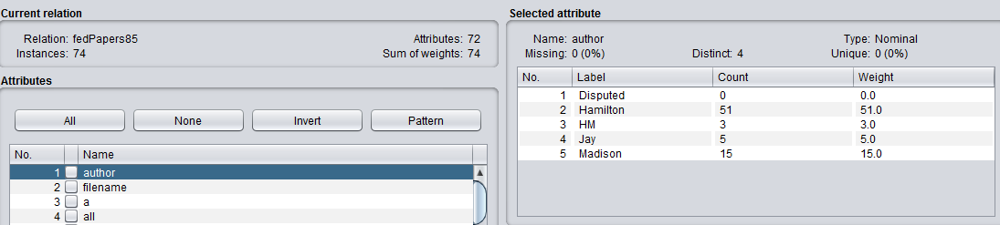 Current relation
Relation: fedPapers85 Attributes: 72
Instances: 74 Sum of weights: 74
Attributes
All None Invert Pattern
No. Name
1 author
2 filename
3 a
4 all
Selected attribute
Name: author Type: Nominal
Missing: 0 (0%) Distinct: 4 Unique: 0 (0%)
No. Label Count Weight
1 Disputed 0 0.0
2 Hamilton 51 51.0
3 HM 3 3.0
4 Jay 5 5.0
5 Madison 15 15.0